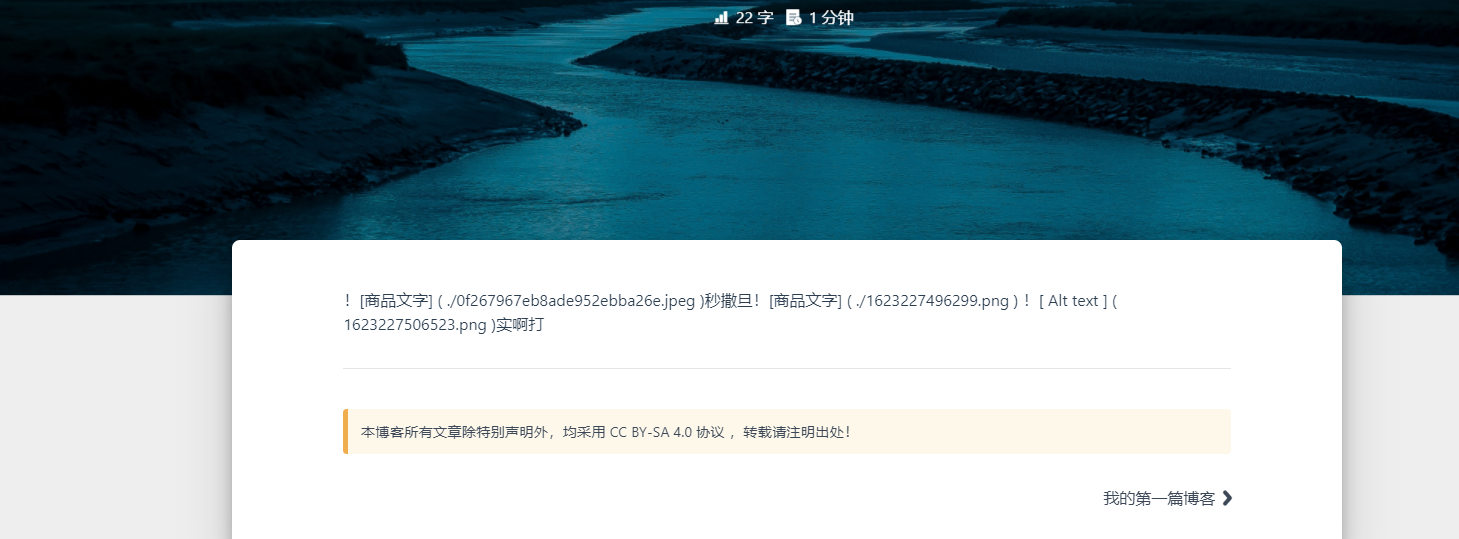 22 字 1 分钟
！[商品文字] ( ./0f267967eb8ade952ebba26e.jpeg )秒撒旦！[商品文字] ( ./1623227496299.png )！[ Alt text ] (
1623227506523.png )实啊打
本博客所有文章除特别声明外，均采用 CC BY-SA 4.0 协议 ，转载请注明出处！
我的第一篇博客